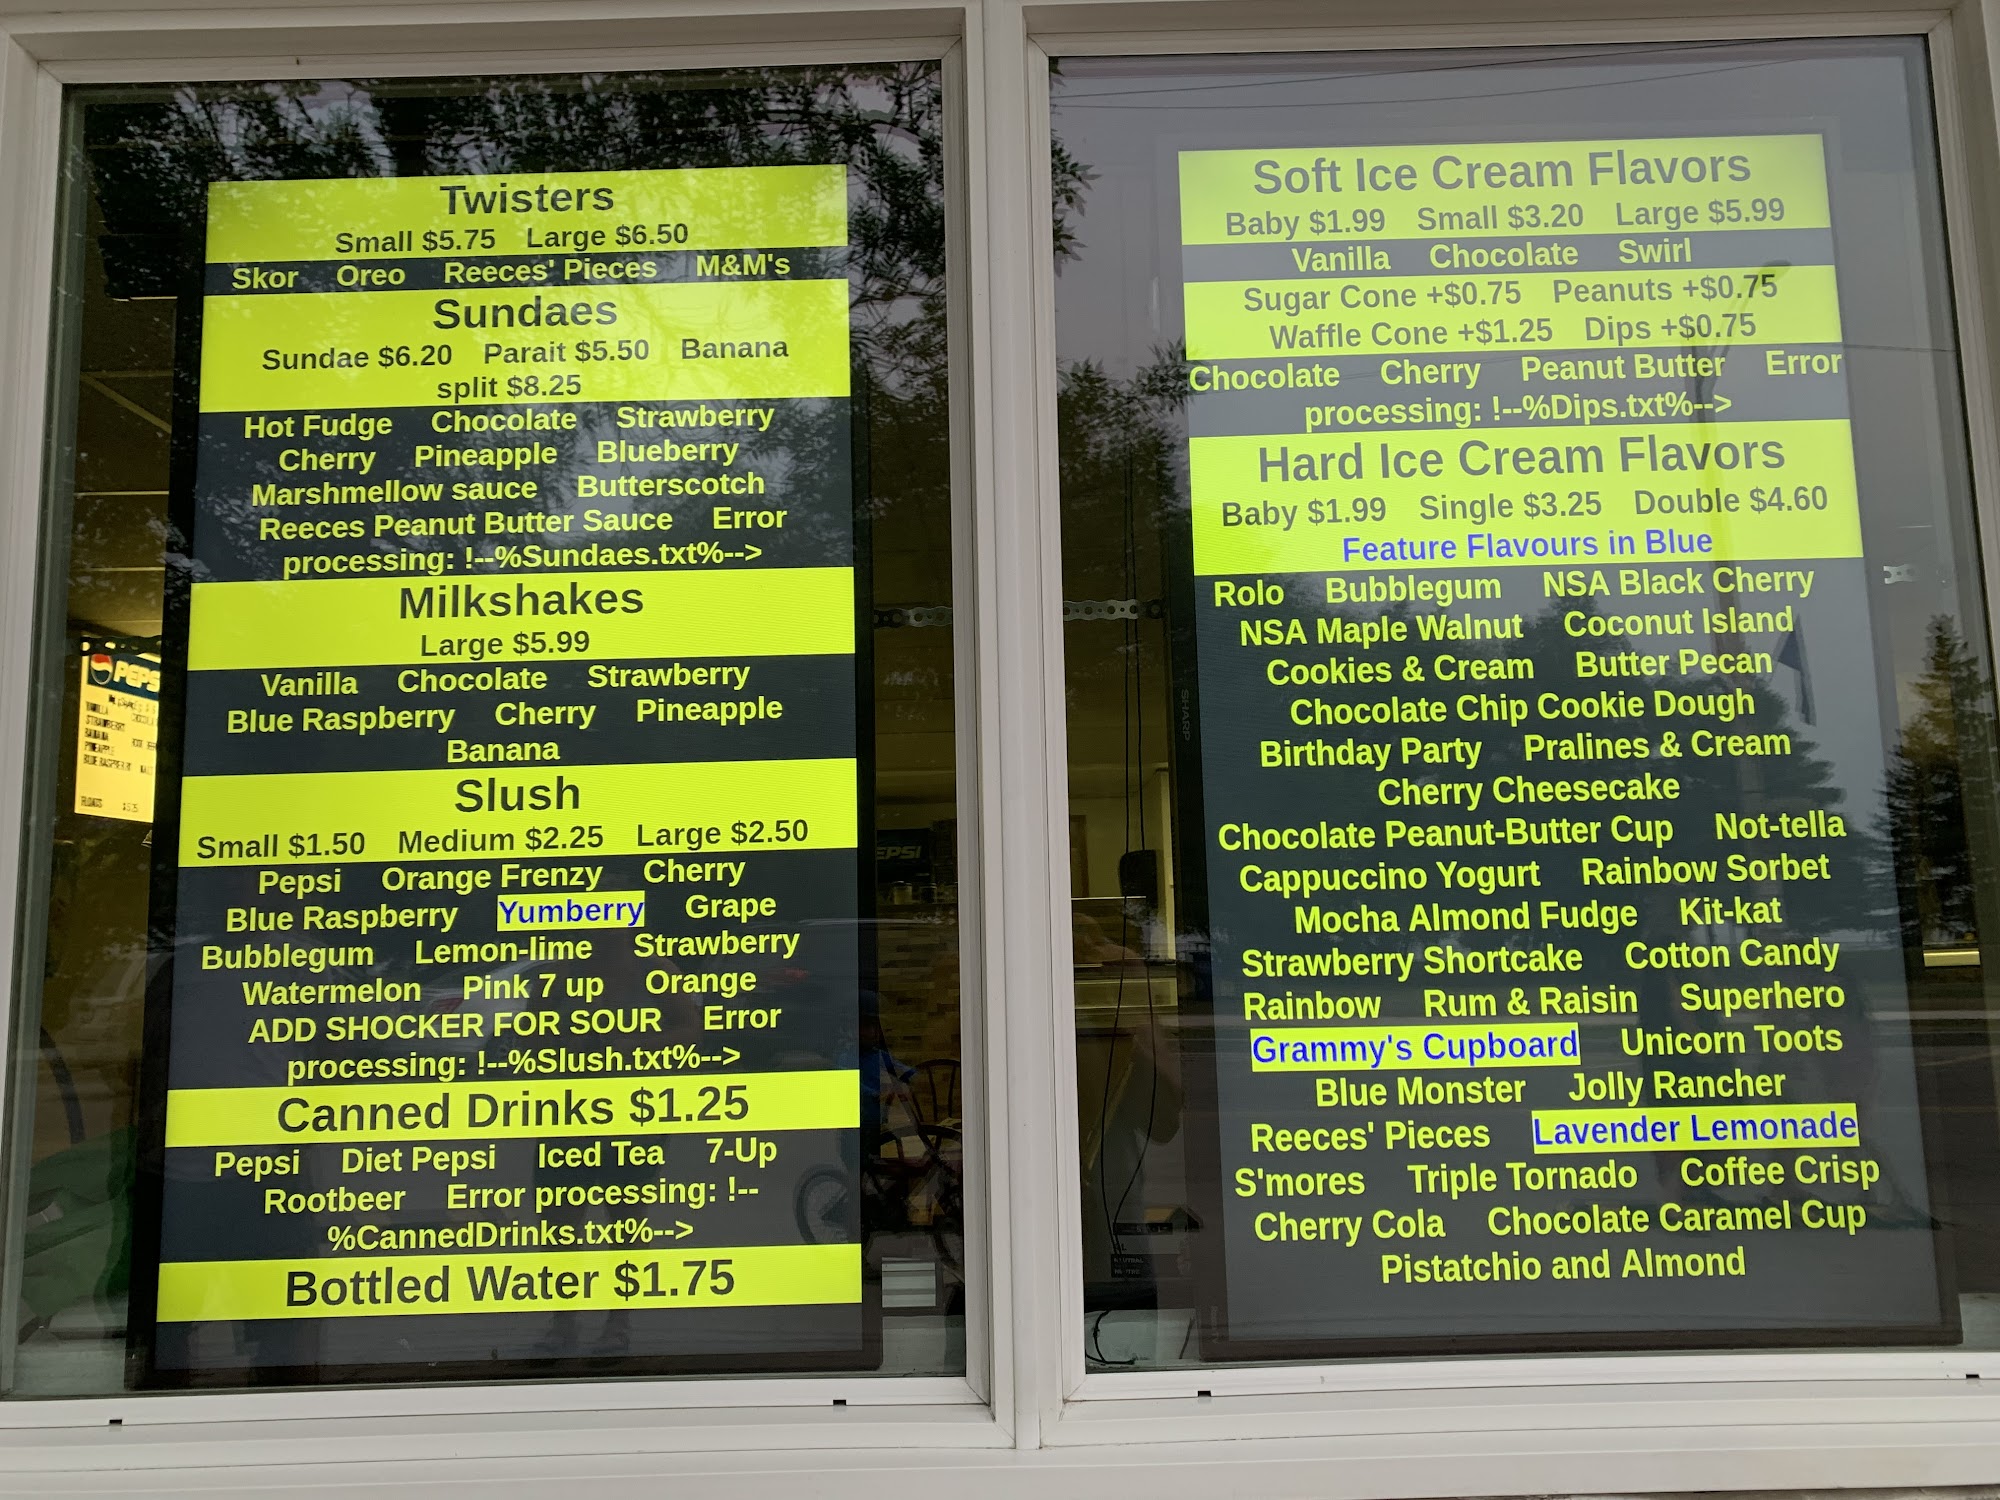 Twisters
Small $5.75 Large $6.50
Skor Oreo Reeces' Pieces M&M's
Sundaes
Sundae $6.20 Parait $5.50 Banana
split $8.25
Hot Fudge Chocolate Strawberry
Cherry Pineapple Blueberry
Marshmellow sauce Butterscotch
Reeces Peanut Butter Sauce Error
processing: !--%Sundaes.txt%-->
Milkshakes
Large $5.99
Vanilla Chocolate Strawberry
Blue Raspberry Cherry Pineapple
Banana
Slush
Small $1.50 Medium $2.25 Large $2.50
Pepsi Orange Frenzy Cherry
Blue Raspberry Yumberry Grape
Bubblegum Lemon-lime Strawberry
Watermelon Pink 7 up Orange
ADD SHOCKER FOR SOUR Error
processing: !--%Slush.txt%-->
Canned Drinks $1.25
Pepsi Diet Pepsi Iced Tea 7-Up
Rootbeer Error processing: !--
%CannedDrinks.txt%-->
Bottled Water $1.75
Soft Ice Cream Flavors
Baby $1.99 Small $3.20 Large $5.99
Vanilla Chocolate Swirl
Sugar Cone +$0.75 Peanuts +$0.75
Waffle Cone +$1.25 Dips +$0.75
Chocolate Cherry Peanut Butter Error
processing: !--%Dips.txt%-->
Hard Ice Cream Flavors
Baby $1.99 Single $3.25 Double $4.60
Feature Flavours in Blue
Rolo Bubblegum NSA Black Cherry
NSA Maple Walnut Coconut Island
Cookies & Cream Butter Pecan
Chocolate Chip Cookie Dough
Birthday Party Pralines & Cream
Cherry Cheesecake
Chocolate Peanut-Butter Cup Not-tella
Cappuccino Yogurt Rainbow Sorbet
Mocha Almond Fudge Kit-kat
Strawberry Shortcake Cotton Candy
Rainbow Rum & Raisin Superhero
Grammy's Cupboard Unicorn Toots
Blue Monster Jolly Rancher
Reeces' Pieces Lavender Lemonade
S'mores Triple Tornado Coffee Crisp
Cherry Cola Chocolate Caramel Cup
Pistatchio and Almond
SHARP
VANILLA
STRAWBERRY
BANANA
PINEAPPLE
BLUE RASPBERRY
FLOATS